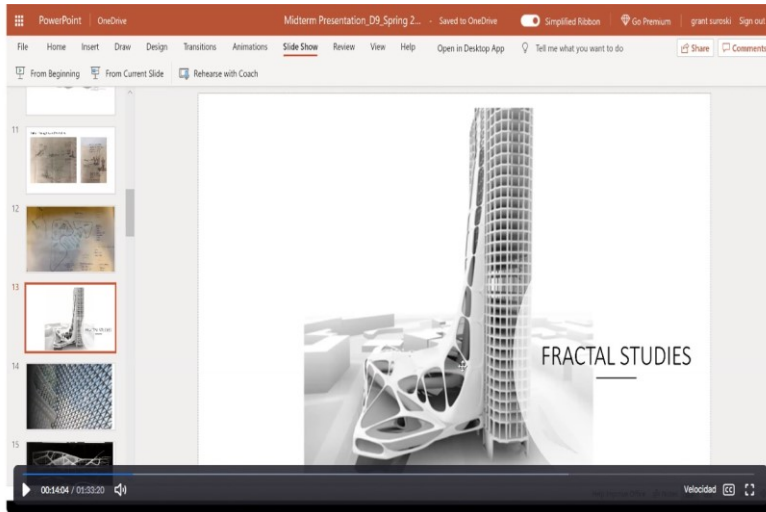 PowerPoint OneDrive Midterm Presentation_D9_Spring 2... - Saved to OneDrive Simplified Ribbon Go Premium grant suroski Sign out
File Home Insert Draw Design Transitions Animations Slide Show Review View Help Open in Desktop App Tell me what you want to do Share Comments
From Beginning From Current Slide Rehearse with Coach
11
12
13
14
15
FRACTAL STUDIES
00:14:04 / 01:33:20 Velocidad CC